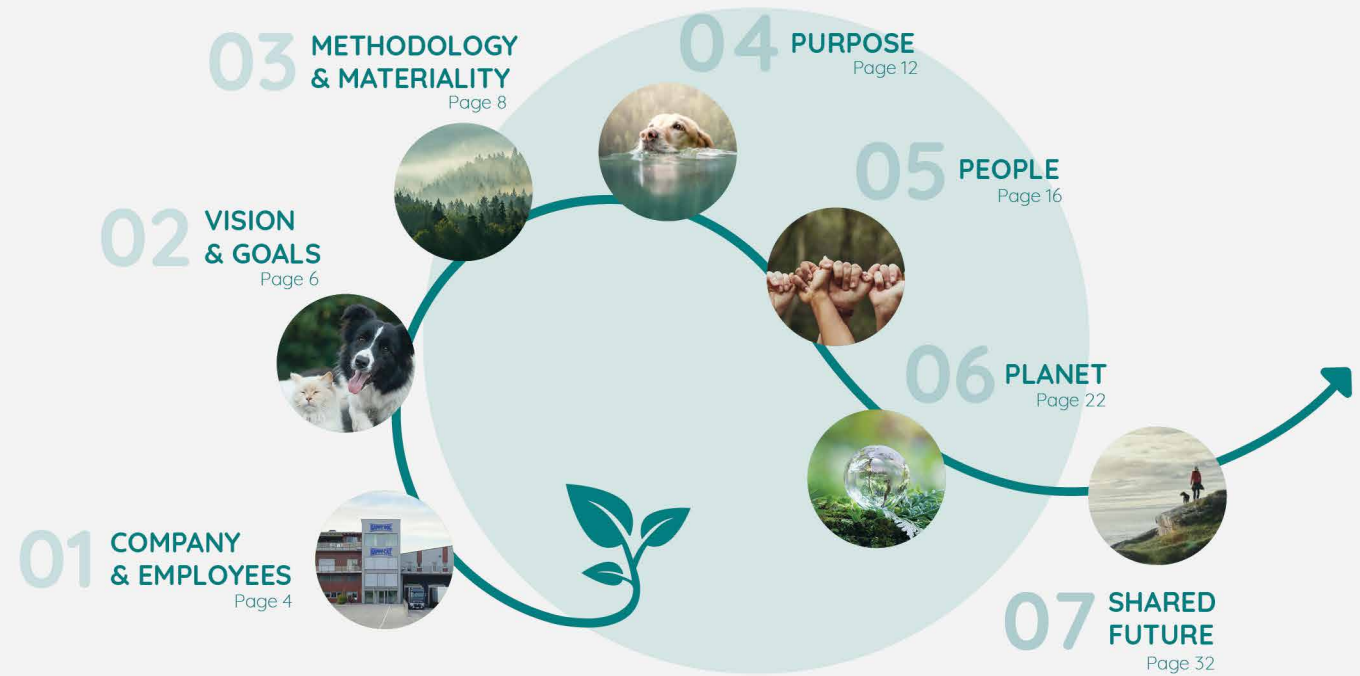 01
COMPANY
& EMPLOYEES
Page 4
02
VISION
& GOALS
Page 6
03
METHODOLOGY
& MATERIALITY
Page 8
04
PURPOSE
Page 12
05
PEOPLE
Page 16
06
PLANET
Page 22
07
SHARED
FUTURE
Page 32